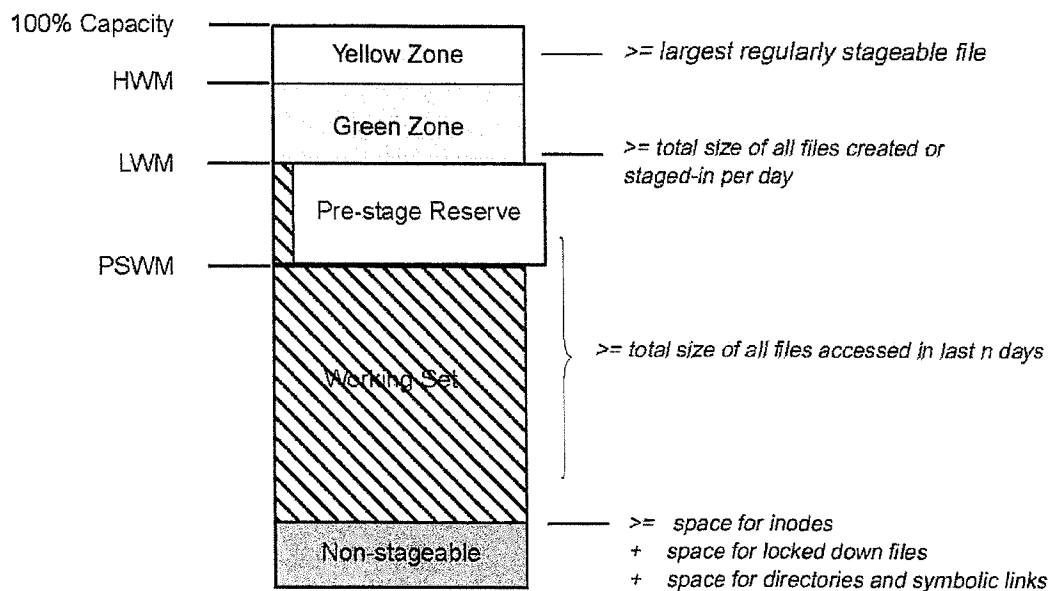 100% Capacity
Yellow Zone
>= largest regularly stageable file
HWM
Green Zone
LWM
>= total size of all files created or
staged-in per day
Pre-stage Reserve
PSWM
>= total size of all files accessed in last n days
Working Set
>= space for inodes
Non-stageable
+ space for locked down files
+ space for directories and symbolic links